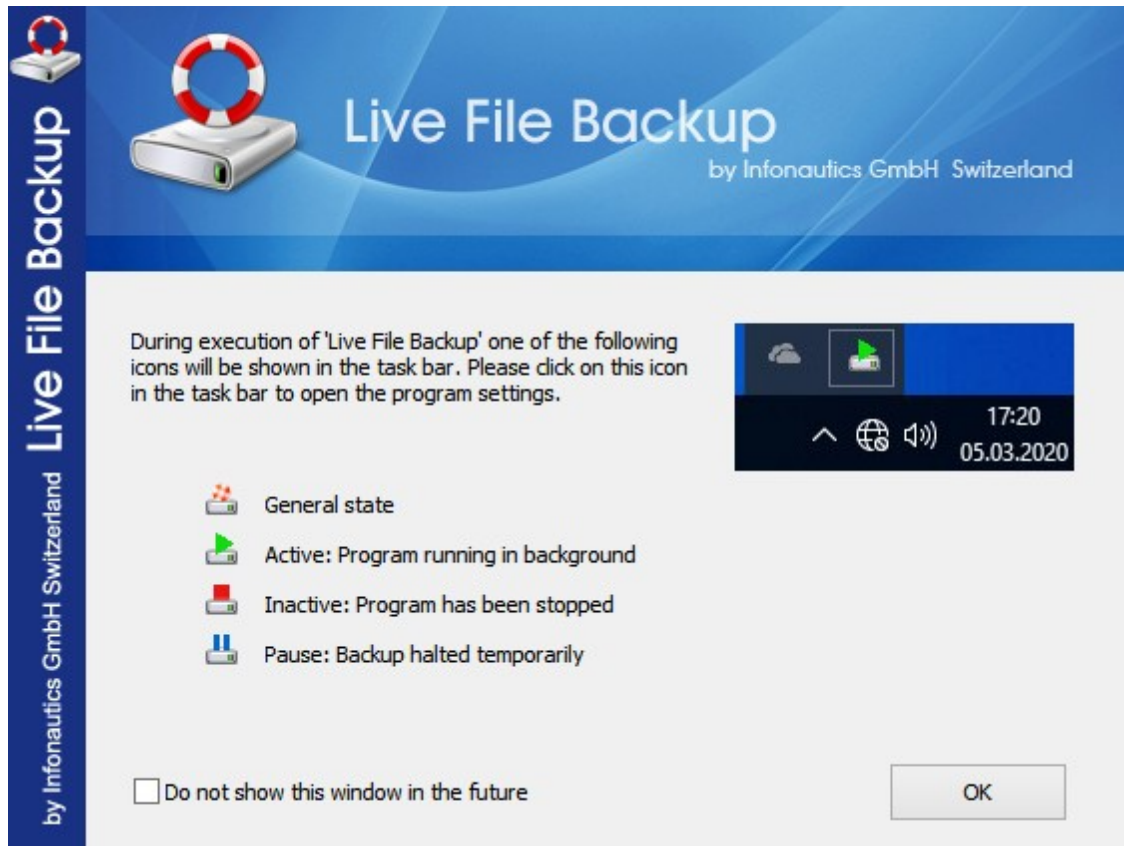 by Infonautics GmbH Switzerland Live File Backup
Live File Backup
by Infonautics GmbH Switzerland
During execution of 'Live File Backup' one of the following
icons will be shown in the task bar. Please click on this icon
in the task bar to open the program settings.
17:20
05.03.2020
General state
Active: Program running in background
Inactive: Program has been stopped
Pause: Backup halted temporarily
Do not show this window in the future
OK